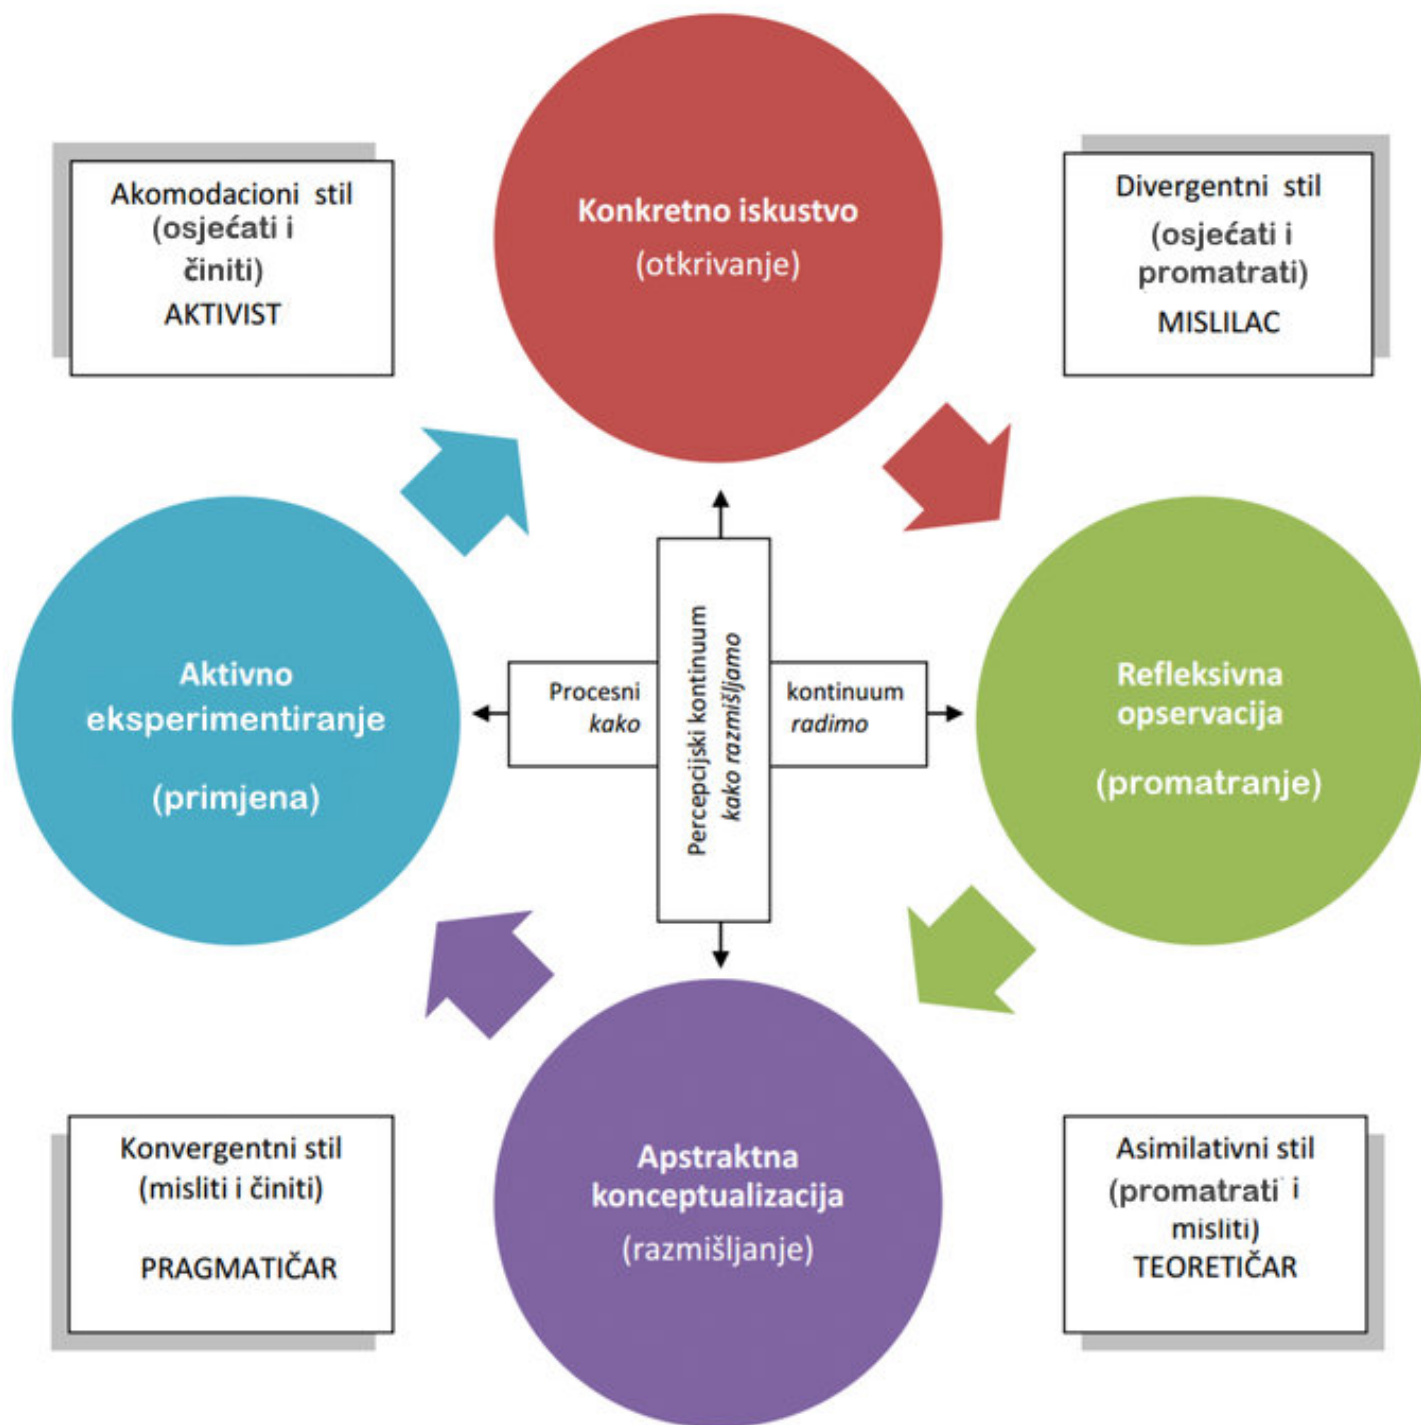 Konkretno iskustvo
(otkrivanje)
Akomodacioni stil
(osjećati i
činiti)
AKTIVIST
Divergentni stil
(osjećati i
promatrati)
MISLILAC
Aktivno
eksperimentiranje
(primjena)
Procesni
kako
Percepcijski kontinuum
kako razmišljamo
kontinuum
radimo
Refleksivna
opservacija
(promatranje)
Konvergentni stil
(misliti i činiti)
PRAGMATIČAR
Apstraktna
konceptualizacija
(razmišljanje)
Asimilativni stil
(promatrati i
misliti)
TEORETIČAR